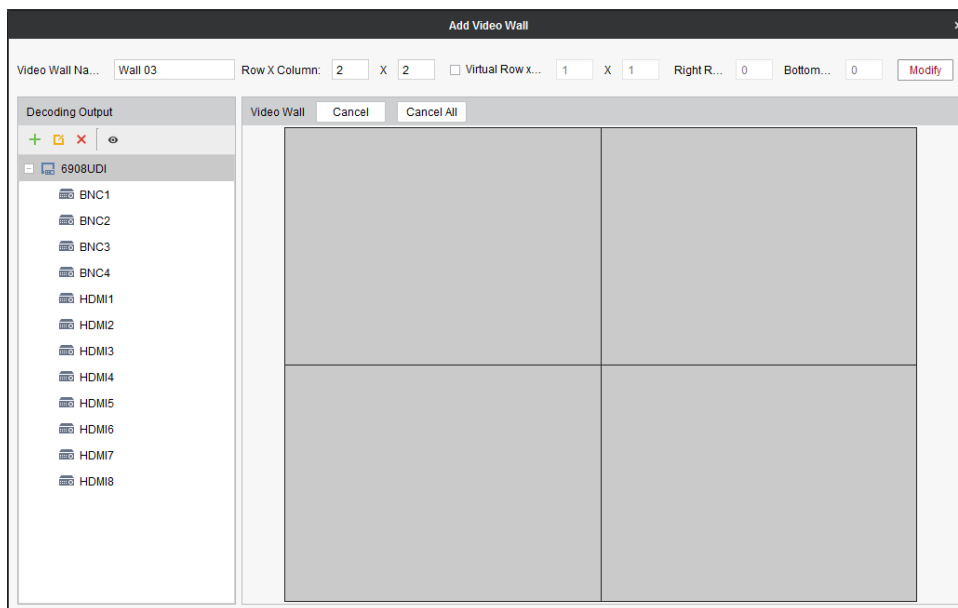 Add Video Wall
Video Wall Na... Wall 03 Row X Column: 2 X 2 Virtual Row x... 1 X 1 Right R... 0 Bottom... 0 Modify
Decoding Output
Video Wall Cancel Cancel All
6908UDI
BNC1
BNC2
BNC3
BNC4
HDMI1
HDMI2
HDMI3
HDMI4
HDMI5
HDMI6
HDMI7
HDMI8